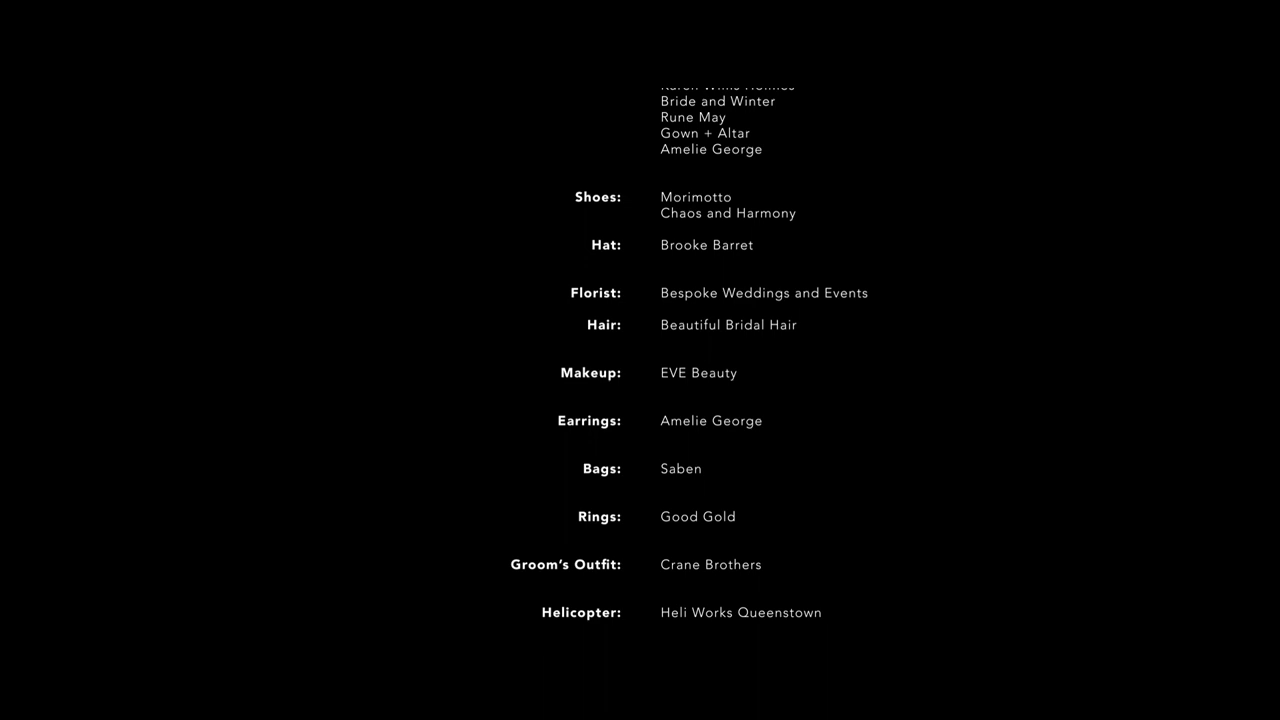 Bride and Winter
Rune May
Gown + Altar
Amelie George
Shoes: Morimotto
Chaos and Harmony
Hat: Brooke Barret
Florist: Bespoke Weddings and Events
Hair: Beautiful Bridal Hair
Makeup: EVE Beauty
Earrings: Amelie George
Bags: Saben
Rings: Good Gold
Groom’s Outfit: Crane Brothers
Helicopter: Heli Works Queenstown